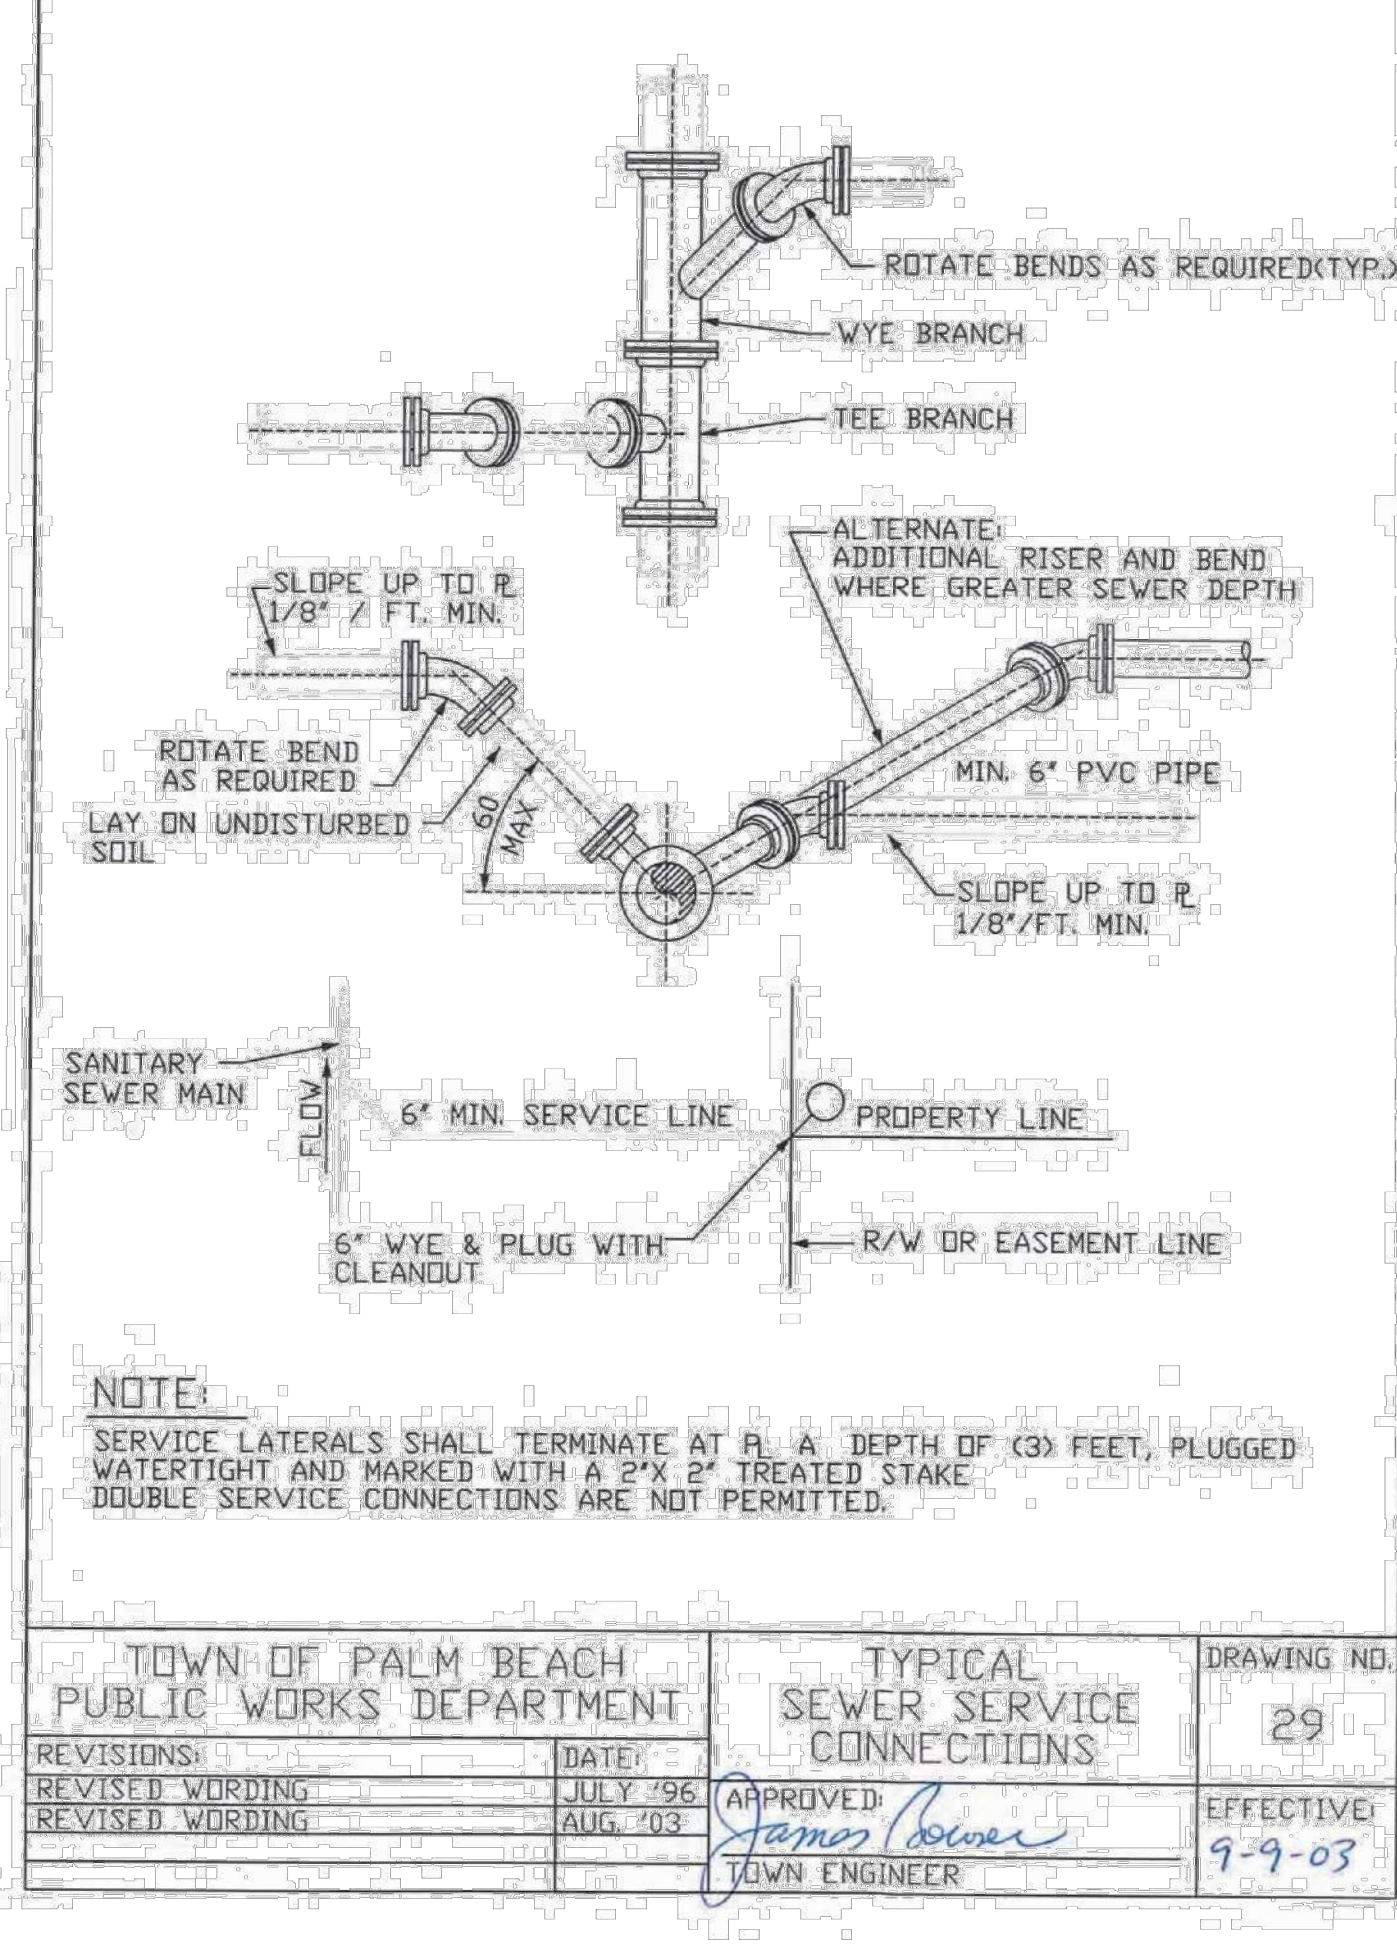 ROTATE BENDS AS REQUIRED(TYP.)
WYE BRANCH
TEE BRANCH
ALTERNATE:
ADDITIONAL RISER AND BEND
WHERE GREATER SEWER DEPTH
SLOPE UP TO PL
1/8" / FT. MIN.
ROTATE BEND
AS REQUIRED
LAY ON UNDISTURBED
SOIL
60
MAX
MIN. 6" PVC PIPE
SLOPE UP TO PL
1/8"/FT. MIN.
SANITARY
SEWER MAIN
FLOW
6" MIN. SERVICE LINE
PROPERTY LINE
6" WYE & PLUG WITH
CLEANOUT
R/W OR EASEMENT LINE
NOTE:
SERVICE LATERALS SHALL TERMINATE AT PL A DEPTH OF (3) FEET, PLUGGED
WATERTIGHT AND MARKED WITH A 2"X 2" TREATED STAKE
DOUBLE SERVICE CONNECTIONS ARE NOT PERMITTED.
TOWN OF PALM BEACH
PUBLIC WORKS DEPARTMENT
REVISIONS: DATE:
REVISED WORDING JULY '96
REVISED WORDING AUG. '03
TYPICAL
SEWER SERVICE
CONNECTIONS
APPROVED:
James Bowser
TOWN ENGINEER
DRAWING NO.
29
EFFECTIVE:
9-9-03